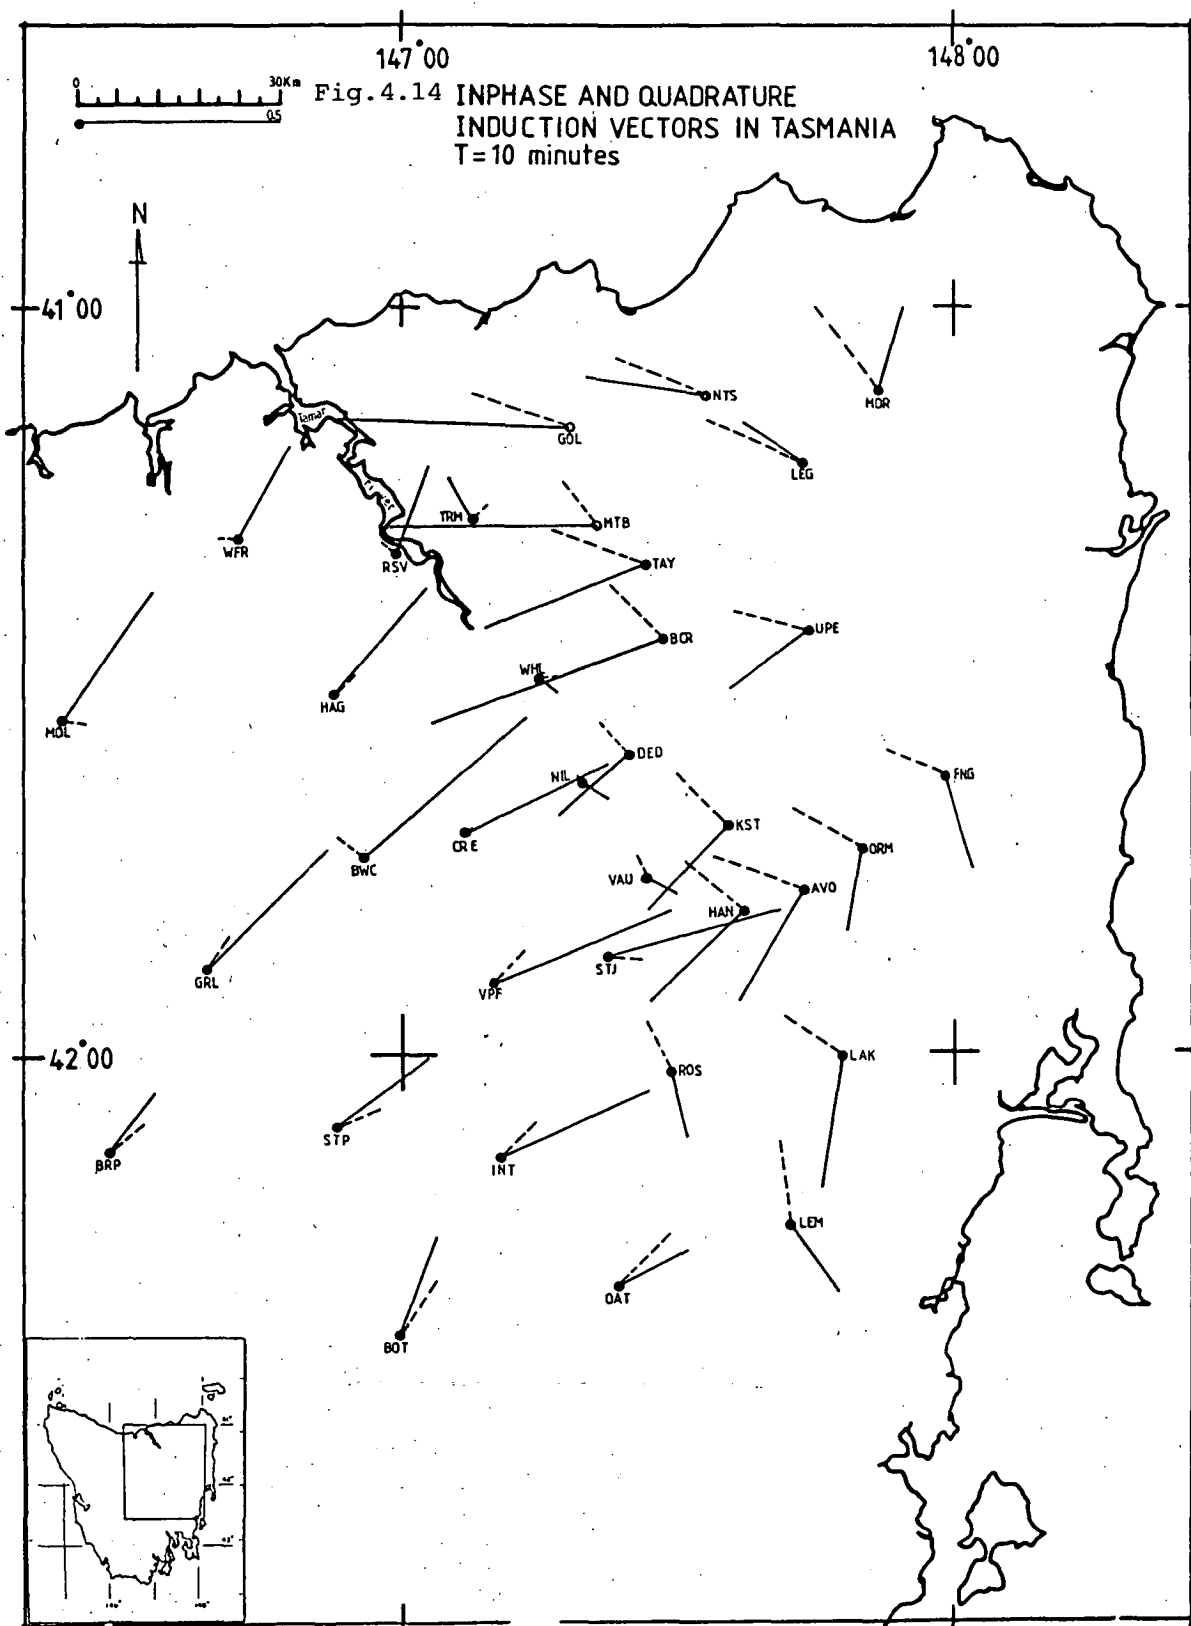 147°00
148°00
0
30Km
0.5
Fig.4.14 INPHASE AND QUADRATURE
INDUCTION VECTORS IN TASMANIA
T=10 minutes
N
41°00
Tamar
River
NTS
MOR
GOL
LEG
TRM
MTB
WFR
RSV
TAY
BCR
UPE
WHL
HAG
MOL
DED
NIL
FNG
CRE
KST
ORM
BWC
VAU
AVO
HAN
GRL
STJ
VPF
42°00
LAK
ROS
STP
BRP
INT
LEM
OAT
BOT